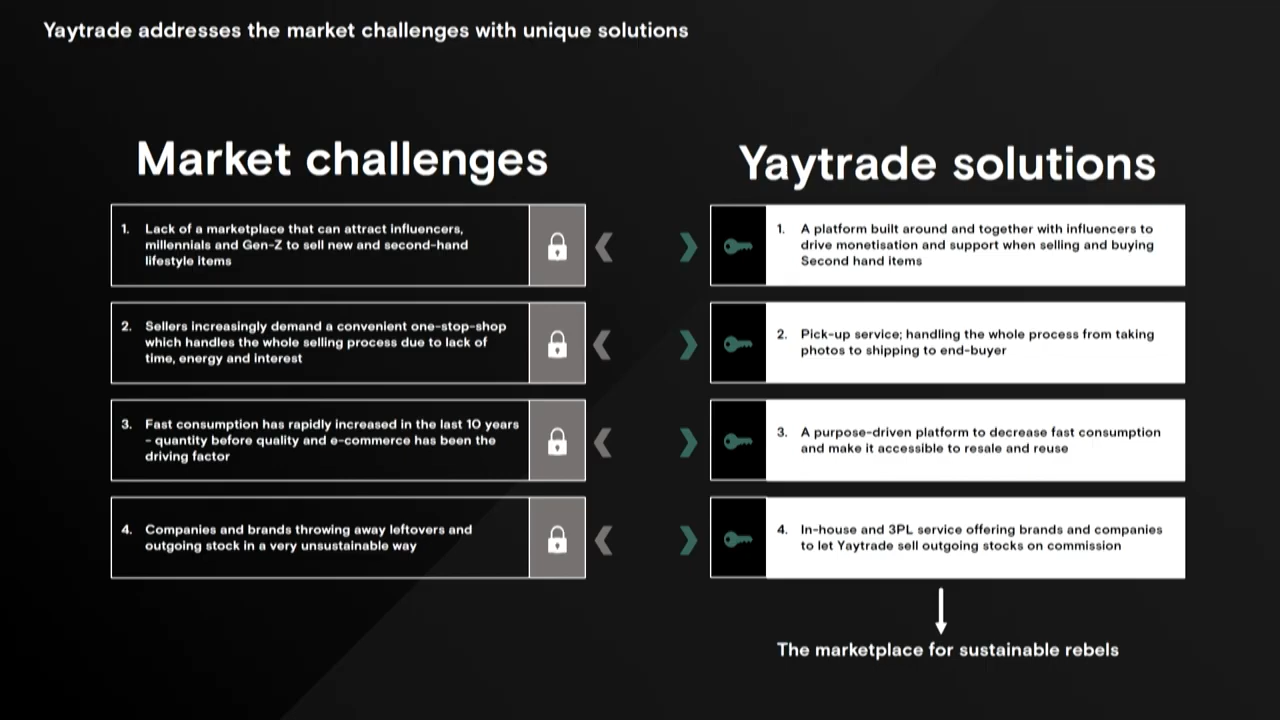 Yaytrade addresses the market challenges with unique solutions
Market challenges
1. Lack of a marketplace that can attract influencers,
millennials and Gen-Z to sell new and second-hand
lifestyle items
2. Sellers increasingly demand a convenient one-stop-shop
which handles the whole selling process due to lack of
time, energy and interest
3. Fast consumption has rapidly increased in the last 10 years
- quantity before quality and e-commerce has been the
driving factor
4. Companies and brands throwing away leftovers and
outgoing stock in a very unsustainable way
Yaytrade solutions
1. A platform built around and together with influencers to
drive monetisation and support when selling and buying
Second hand items
2. Pick-up service; handling the whole process from taking
photos to shipping to end-buyer
3. A purpose-driven platform to decrease fast consumption
and make it accessible to resale and reuse
4. In-house and 3PL service offering brands and companies
to let Yaytrade sell outgoing stocks on commission
The marketplace for sustainable rebels